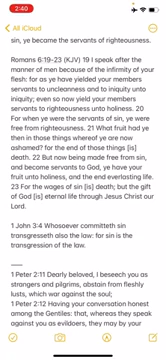 2:40
All iCloud
sin, ye became the servants of righteousness.
Romans 6:19-23 (KJV) 19 I speak after the
manner of men because of the infirmity of your
flesh: for as ye have yielded your members
servants to uncleanness and to iniquity unto
iniquity; even so now yield your members
servants to righteousness unto holiness. 20
For when ye were the servants of sin, ye were
free from righteousness. 21 What fruit had ye
then in those things whereof ye are now
ashamed? for the end of those things [is]
death. 22 But now being made free from sin,
and become servants to God, ye have your
fruit unto holiness, and the end everlasting life.
23 For the wages of sin [is] death; but the gift
of God [is] eternal life through Jesus Christ our
Lord.
1 John 3:4 Whosoever committeth sin
transgresseth also the law: for sin is the
transgression of the law.
1 Peter 2:11 Dearly beloved, I beseech you as
strangers and pilgrims, abstain from fleshly
lusts, which war against the soul;
1 Peter 2:12 Having your conversation honest
among the Gentiles: that, whereas they speak
against you as evildoers, they may by your